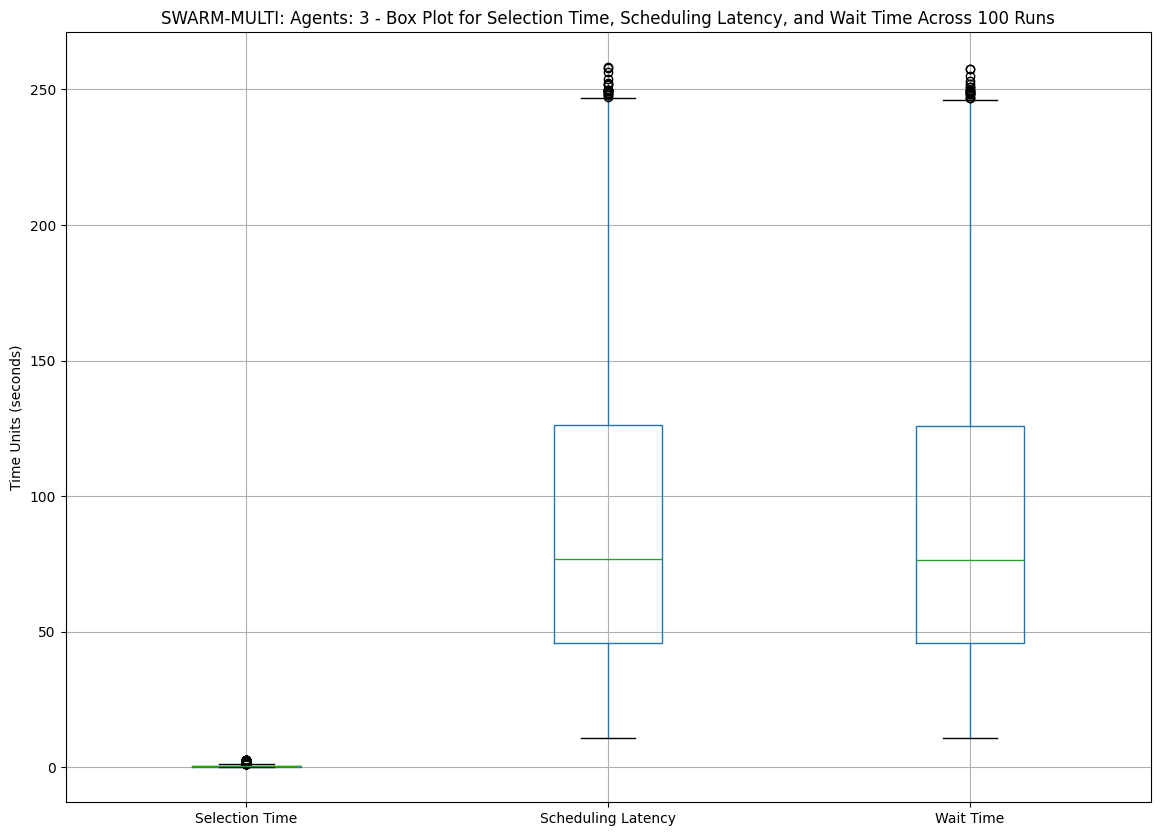 SWARM-MULTI: Agents: 3 - Box Plot for Selection Time, Scheduling Latency, and Wait Time Across 100 Runs
Time Units (seconds)
250
200
150
100
50
0
Selection Time
Scheduling Latency
Wait Time